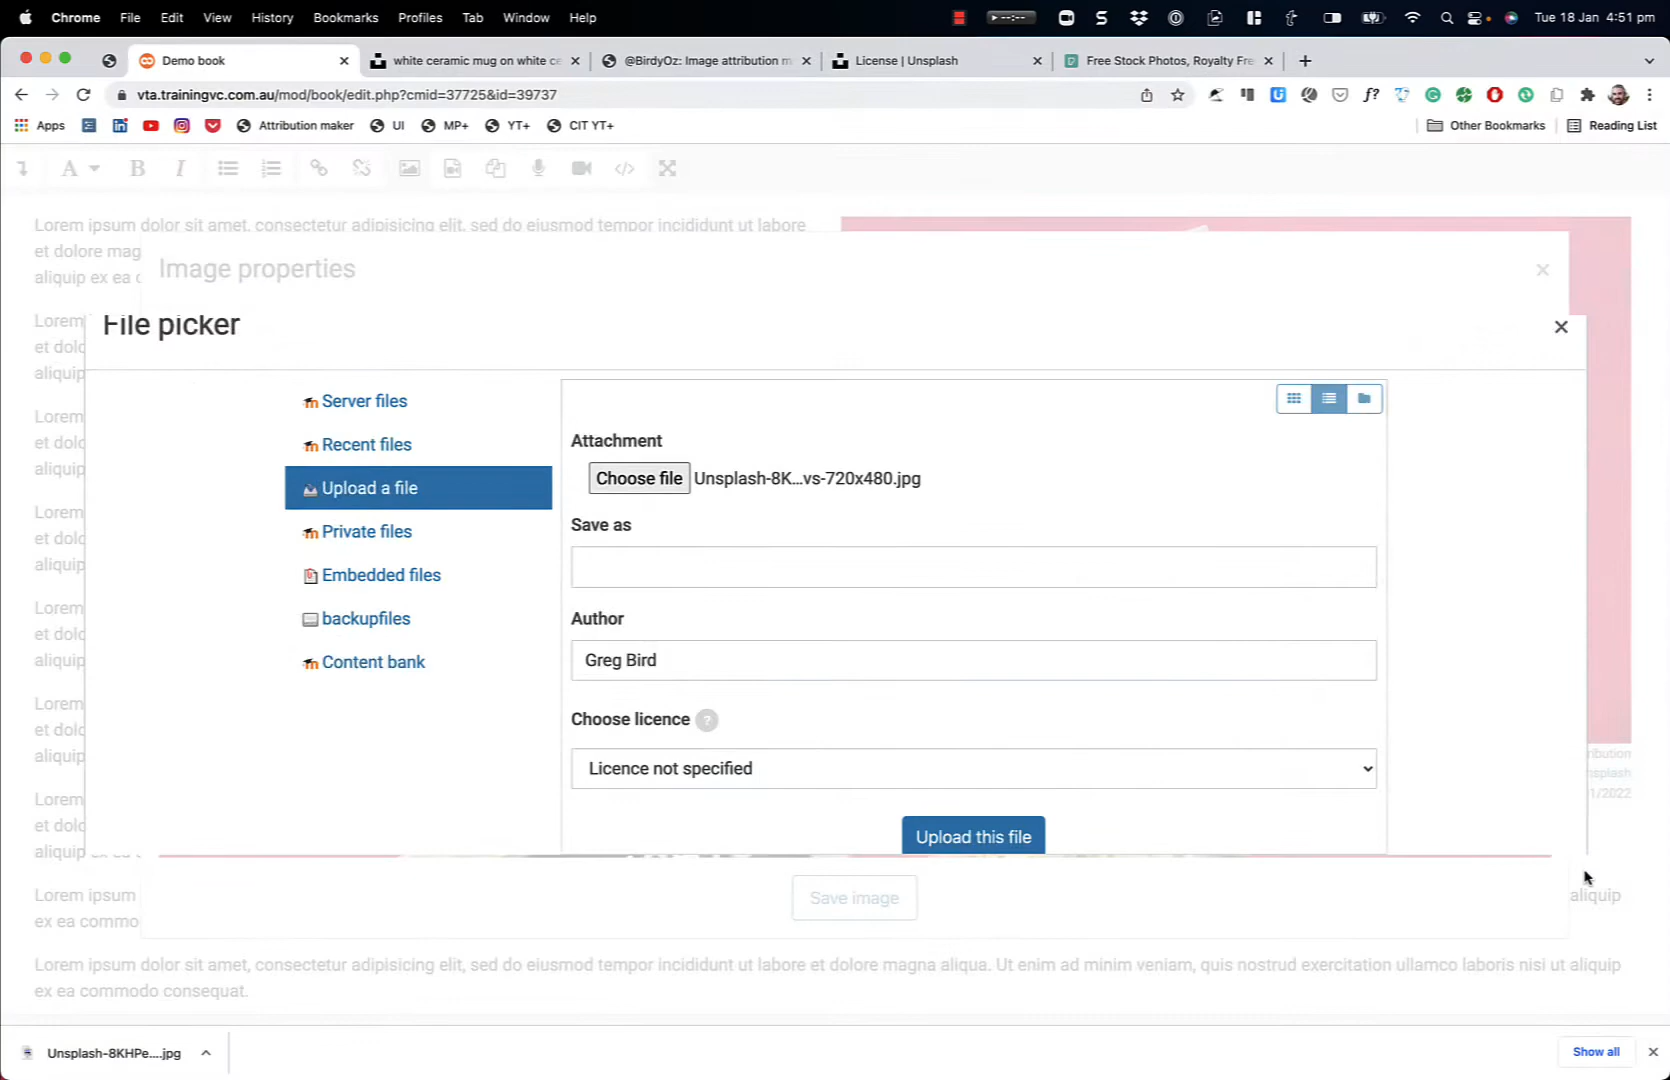 Chrome File Edit View History Bookmarks Profiles Tab Window Help Tue 18 Jan 4:51 pm
Demo book white ceramic mug on white ce @BirdyOz: Image attribution m License | Unsplash Free Stock Photos, Royalty Fre
vta.trainingvc.com.au/mod/book/edit.php?cmid=37725&id=39737
Apps Attribution maker UI MP+ YT+ CIT YT+ Other Bookmarks Reading List
Lorem ipsum dolor sit amet, consectetur adipisicing elit, sed do eiusmod tempor incididunt ut labore
et dolore mag
aliquip ex ea c
Image properties
Lorem
et dolo
aliquip
File picker
Server files
Recent files
Upload a file
Private files
Embedded files
backupfiles
Content bank
Attachment
Choose file Unsplash-8K...vs-720x480.jpg
Save as
Author
Greg Bird
Choose licence ?
Licence not specified
Upload this file
Lorem
et dolo
aliquip
Lorem
et dolo
aliquip
Lorem
et dolo
aliquip
Lorem
et dolo
aliquip
Lorem
et dolo
aliquip ex ea commo
ribution
nsplash
1/2022
Save image
Lorem ipsum aliquip
ex ea commo
Lorem ipsum dolor sit amet, consectetur adipisicing elit, sed do eiusmod tempor incididunt ut labore et dolore magna aliqua. Ut enim ad minim veniam, quis nostrud exercitation ullamco laboris nisi ut aliquip
ex ea commodo consequat.
Unsplash-8KHPe....jpg Show all